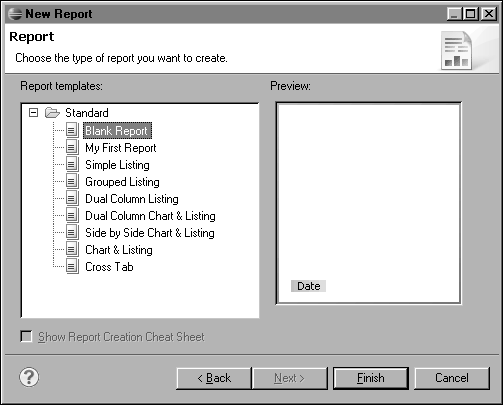 New Report
Report
Choose the type of report you want to create.
Report templates:
Preview:
Standard
Blank Report
My First Report
Simple Listing
Grouped Listing
Dual Column Listing
Dual Column Chart & Listing
Side by Side Chart & Listing
Chart & Listing
Cross Tab
Date
Show Report Creation Cheat Sheet
? < Back Next > Finish Cancel